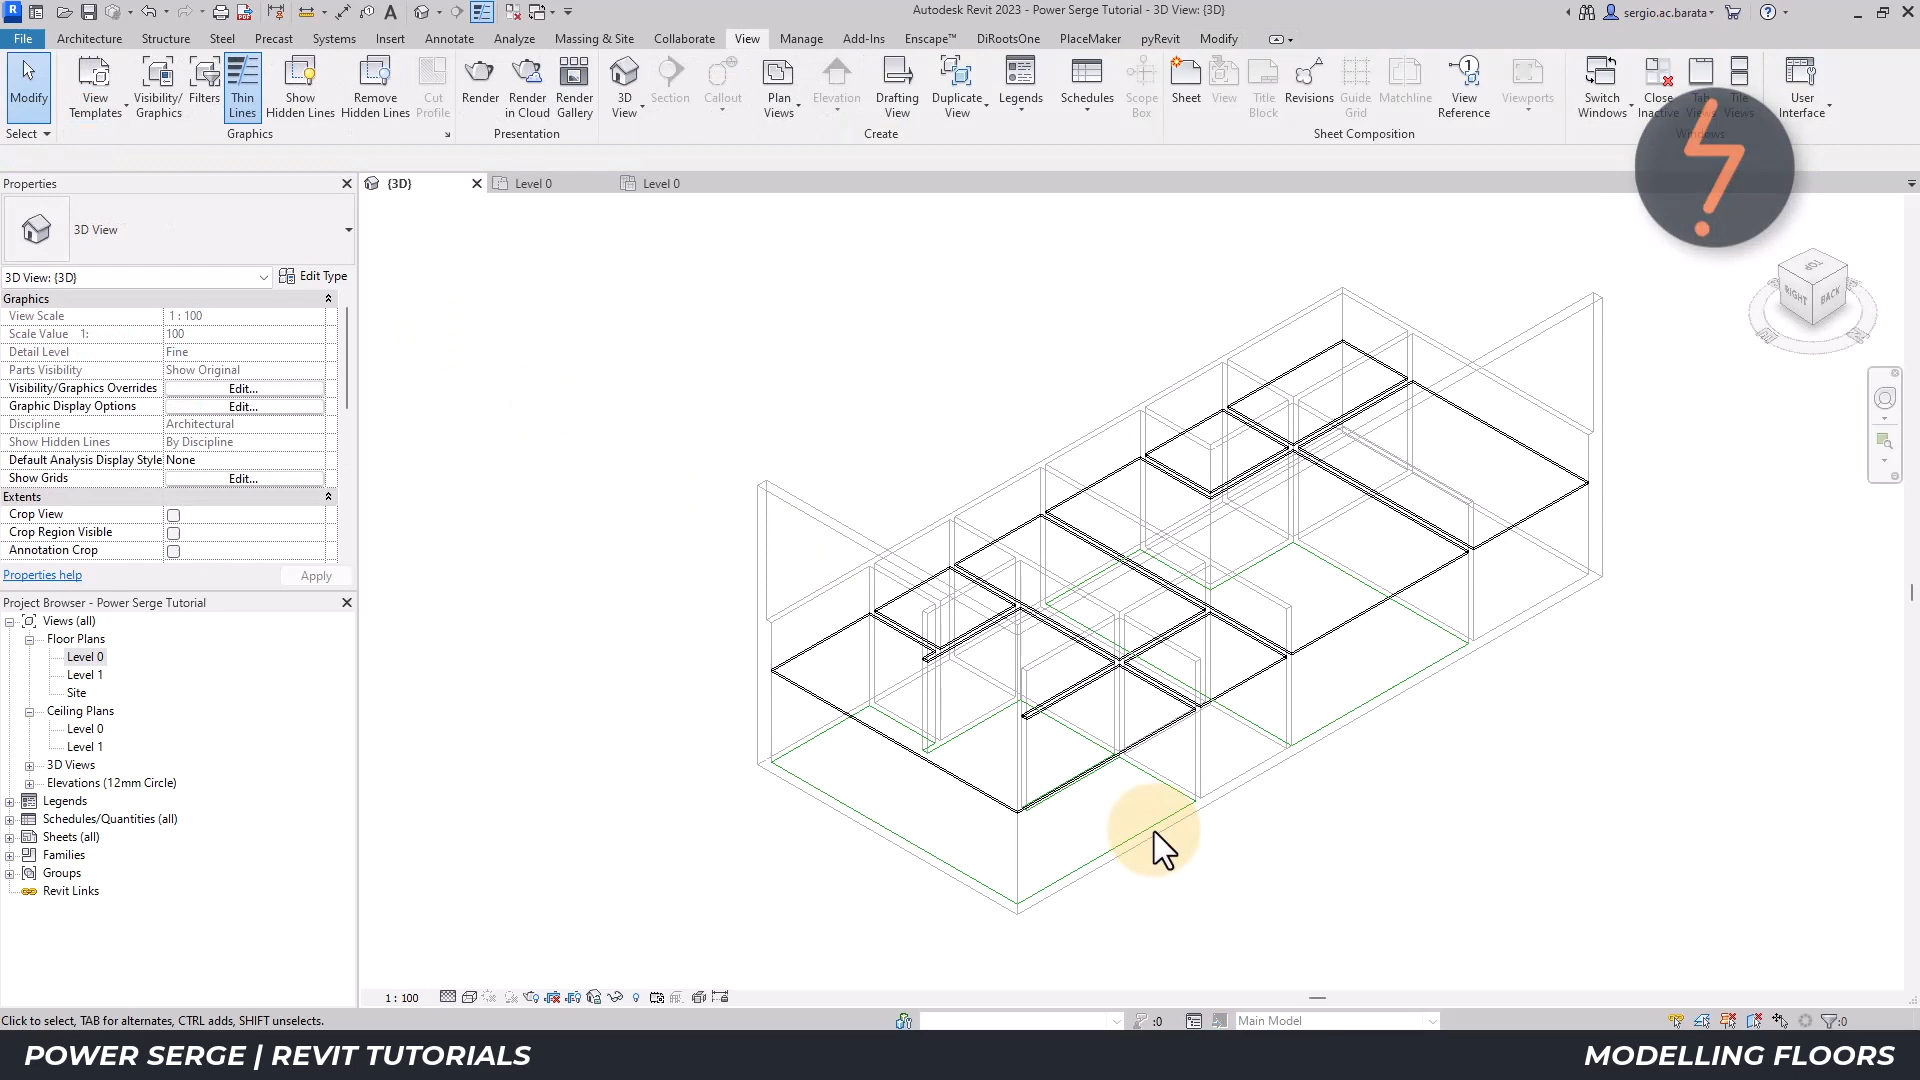 Autodesk Revit 2023 - Power Serge Tutorial - 3D View: {3D}
sergio.ac.barata
File Architecture Structure Steel Precast Systems Insert Annotate Analyze Massing & Site Collaborate View Manage Add-Ins Enscape™ DiRootsOne PlaceMaker pyRevit Modify
Modify
View Templates
Visibility/ Graphics
Filters
Thin Lines
Show Hidden Lines
Remove Hidden Lines
Cut Profile
Render
Render in Cloud
Render Gallery
3D View
Section
Callout
Plan Views
Elevation
Drafting View
Duplicate View
Legends
Schedules
Scope Box
Sheet
View
Title Block
Revisions
Guide Grid
Matchline
View Reference
Viewports
Switch Windows
Close Inactive
Tab Views
Tile Views
User Interface
Select Graphics Presentation Create Sheet Composition Windows
Properties
{3D} Level 0 Level 0
3D View
3D View: {3D} Edit Type
Graphics
View Scale 1 : 100
Scale Value 1: 100
Detail Level Fine
Parts Visibility Show Original
Visibility/Graphics Overrides Edit...
Graphic Display Options Edit...
Discipline Architectural
Show Hidden Lines By Discipline
Default Analysis Display Style None
Show Grids Edit...
Extents
Crop View
Crop Region Visible
Annotation Crop
Properties help Apply
Project Browser - Power Serge Tutorial
Views (all)
Floor Plans
Level 0
Level 1
Site
Ceiling Plans
Level 0
Level 1
3D Views
Elevations (12mm Circle)
Legends
Schedules/Quantities (all)
Sheets (all)
Families
Groups
Revit Links
TOP
RIGHT BACK
1 : 100
Click to select, TAB for alternates, CTRL adds, SHIFT unselects.
:0 Main Model :0
POWER SERGE | REVIT TUTORIALS
MODELLING FLOORS